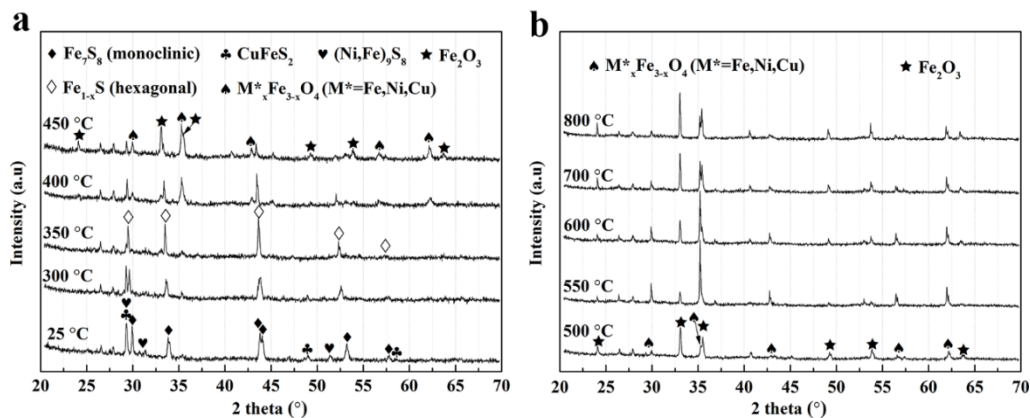 a
♦ Fe₇S₈ (monoclinic) ♣ CuFeS₂ ♥ (Ni,Fe)₉S₈ ★ Fe₂O₃
◇ Fe₁₋ₓS (hexagonal) ♠ M*ₓFe₃₋ₓO₄ (M*=Fe,Ni,Cu)
450 °C
400 °C
350 °C
300 °C
25 °C
Intensity (a.u)
20 25 30 35 40 45 50 55 60 65 70
2 theta (°)
b
♠ M*ₓFe₃₋ₓO₄ (M*=Fe,Ni,Cu) ★ Fe₂O₃
800 °C
700 °C
600 °C
550 °C
500 °C
Intensity (a.u)
20 25 30 35 40 45 50 55 60 65 70
2 theta (°)